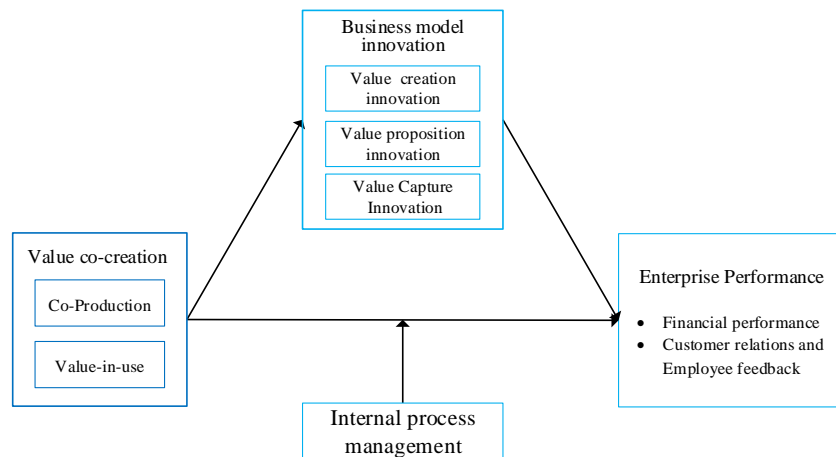 Business model
innovation
Value creation
innovation
Value proposition
innovation
Value Capture
Innovation
Value co-creation
Co-Production
Value-in-use
Enterprise Performance
• Financial performance
• Customer relations and
Employee feedback
Internal process
management